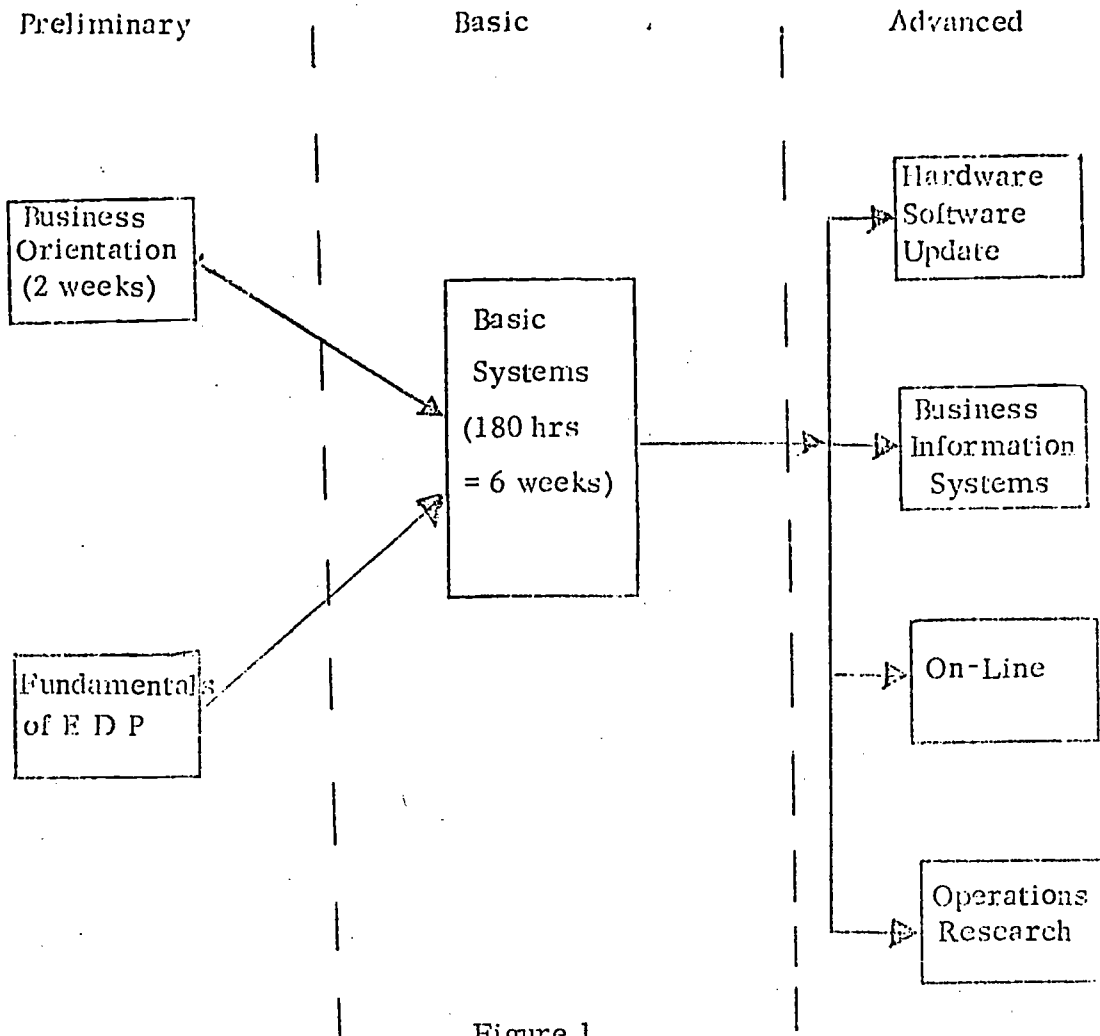 Preliminary
Basic
Advanced
Business
Orientation
(2 weeks)
Fundamentals
of E D P
Basic
Systems
(180 hrs
= 6 weeks)
Hardware
Software
Update
Business
Information
Systems
On-Line
Operations
Research
Figure 1